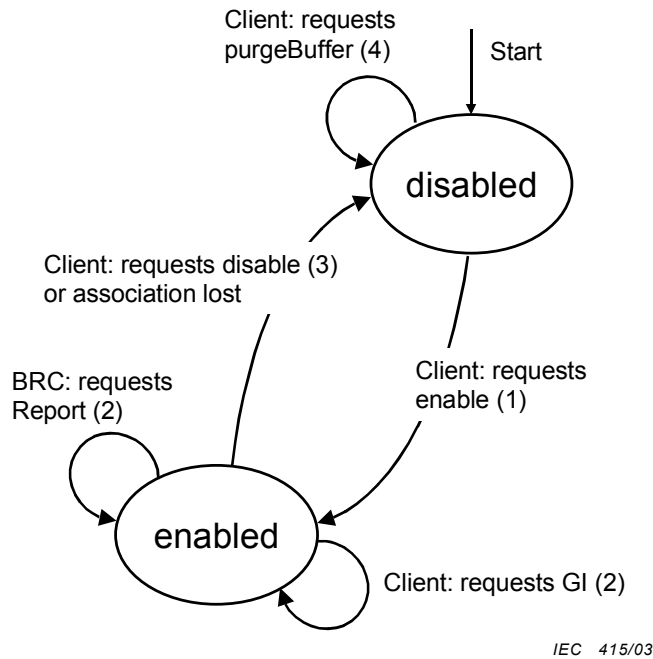 Client: requests
purgeBuffer (4)
Start
disabled
Client: requests disable (3)
or association lost
Client: requests
enable (1)
BRC: requests
Report (2)
enabled
Client: requests GI (2)
IEC 415/03